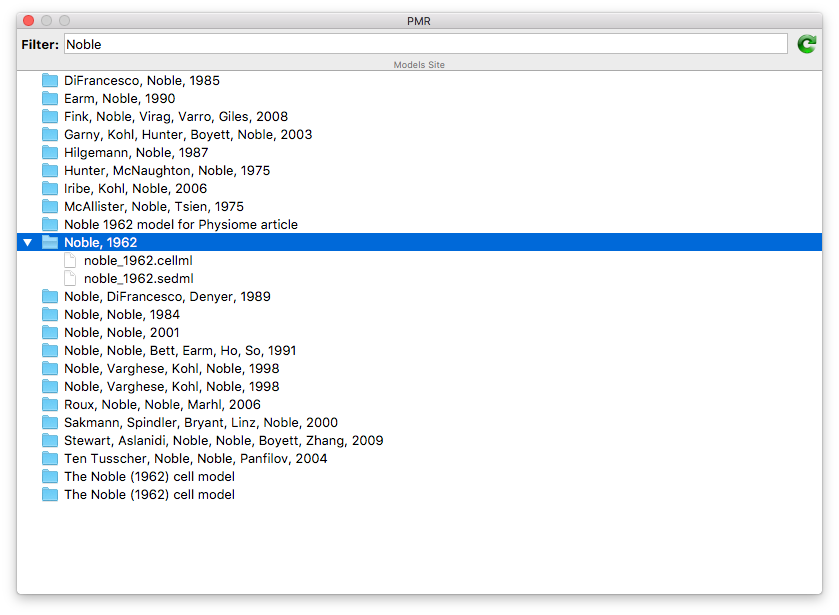 PMR
Filter: Noble
Models Site
DiFrancesco, Noble, 1985
Earm, Noble, 1990
Fink, Noble, Virag, Varro, Giles, 2008
Garny, Kohl, Hunter, Boyett, Noble, 2003
Hilgemann, Noble, 1987
Hunter, McNaughton, Noble, 1975
Iribe, Kohl, Noble, 2006
McAllister, Noble, Tsien, 1975
Noble 1962 model for Physiome article
Noble, 1962
noble_1962.cellml
noble_1962.sedml
Noble, DiFrancesco, Denyer, 1989
Noble, Noble, 1984
Noble, Noble, 2001
Noble, Noble, Bett, Earm, Ho, So, 1991
Noble, Varghese, Kohl, Noble, 1998
Noble, Varghese, Kohl, Noble, 1998
Roux, Noble, Noble, Marhl, 2006
Sakmann, Spindler, Bryant, Linz, Noble, 2000
Stewart, Aslanidi, Noble, Noble, Boyett, Zhang, 2009
Ten Tusscher, Noble, Noble, Panfilov, 2004
The Noble (1962) cell model
The Noble (1962) cell model